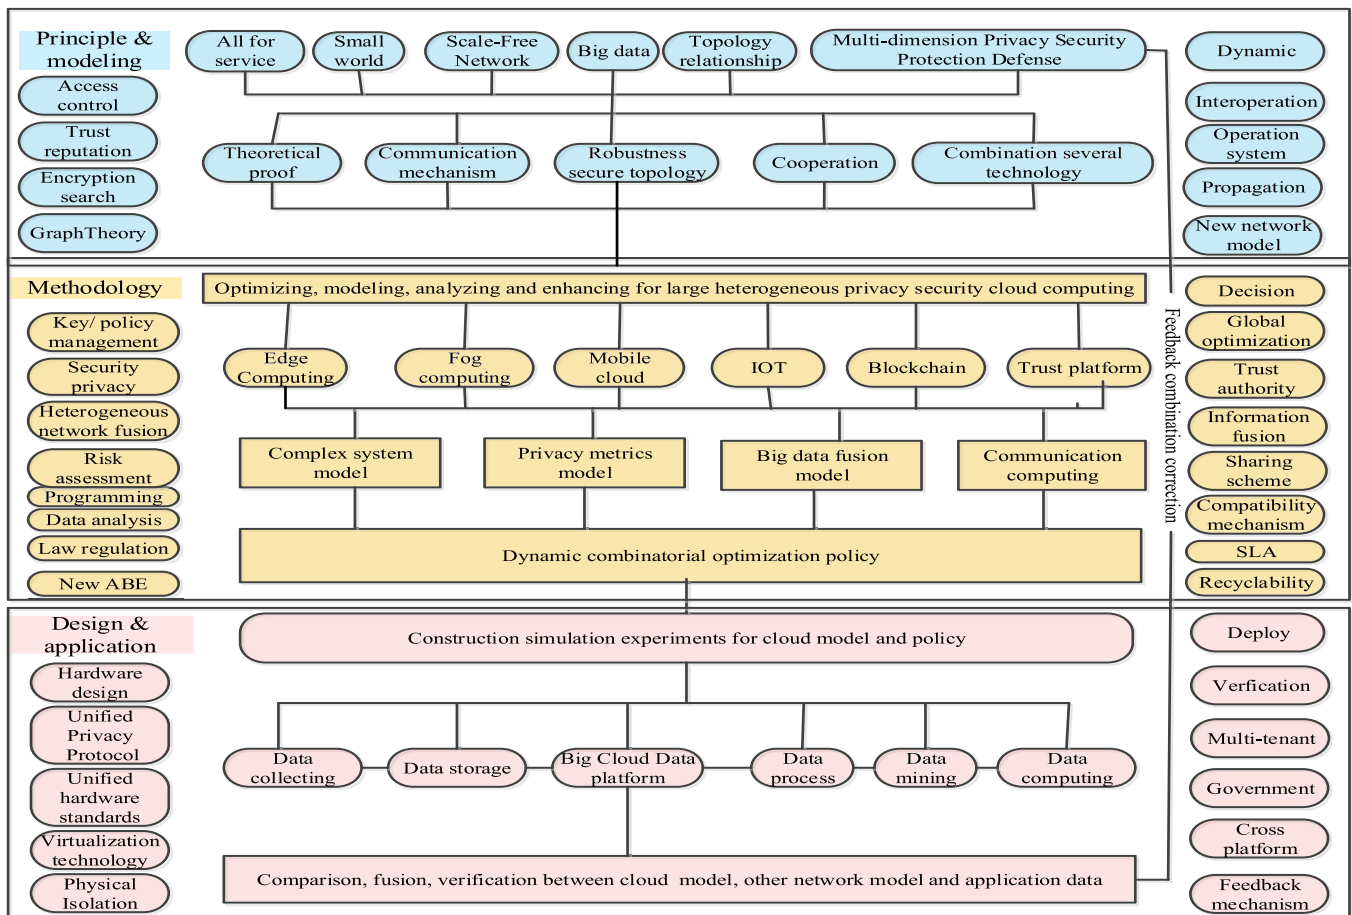 Principle &
modeling
Access
control
Trust
reputation
Encryption
search
GraphTheory
All for
service
Small
world
Scale-Free
Network
Big data
Topology
relationship
Multi-dimension Privacy Security
Protection Defense
Theoretical
proof
Communication
mechanism
Robustness
secure topology
Cooperation
Combination several
technology
Dynamic
Interoperation
Operation
system
Propagation
New network
model
Methodology
Key/ policy
management
Security
privacy
Heterogeneous
network fusion
Risk
assessment
Programming
Data analysis
Law regulation
New ABE
Optimizing, modeling, analyzing and enhancing for large heterogeneous privacy security cloud computing
Edge
Computing
Fog
computing
Mobile
cloud
IOT
Blockchain
Trust platform
Complex system
model
Privacy metrics
model
Big data fusion
model
Communication
computing
Dynamic combinatorial optimization policy
Feedback combination correction
Decision
Global
optimization
Trust
authority
Information
fusion
Sharing
scheme
Compatibility
mechanism
SLA
Recyclability
Design &
application
Hardware
design
Unified
Privacy
Protocol
Unified
hardware
standards
Virtualization
technology
Physical
Isolation
Construction simulation experiments for cloud model and policy
Data
collecting
Data storage
Big Cloud Data
platform
Data
process
Data
mining
Data
computing
Comparison, fusion, verification between cloud model, other network model and application data
Deploy
Verfication
Multi-tenant
Government
Cross
platform
Feedback
mechanism